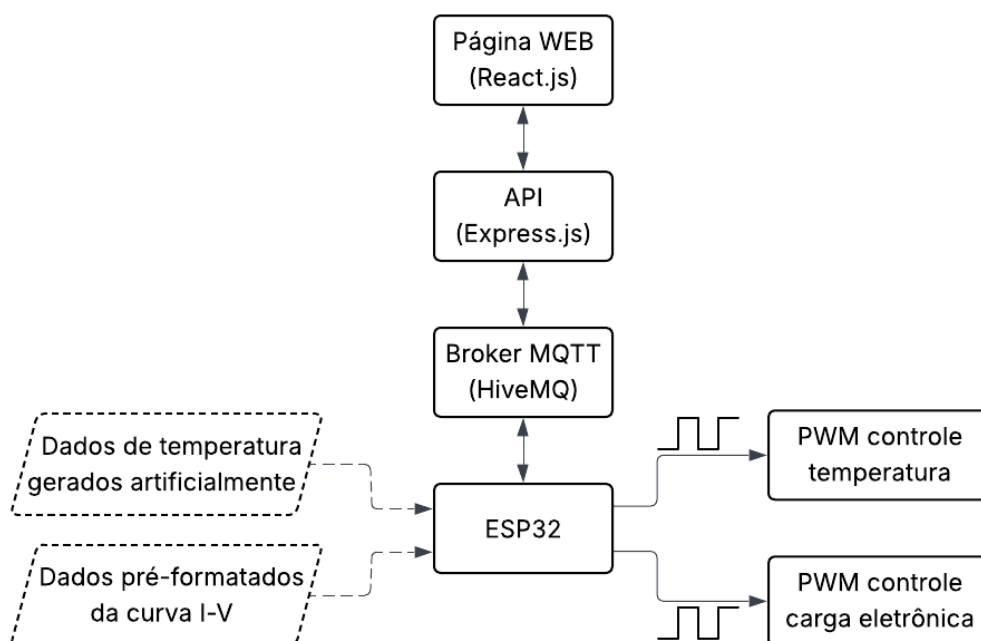 Página WEB
(React.js)
API
(Express.js)
Broker MQTT
(HiveMQ)
Dados de temperatura
gerados artificialmente
PWM controle
temperatura
ESP32
Dados pré-formatados
da curva I-V
PWM controle
carga eletrônica